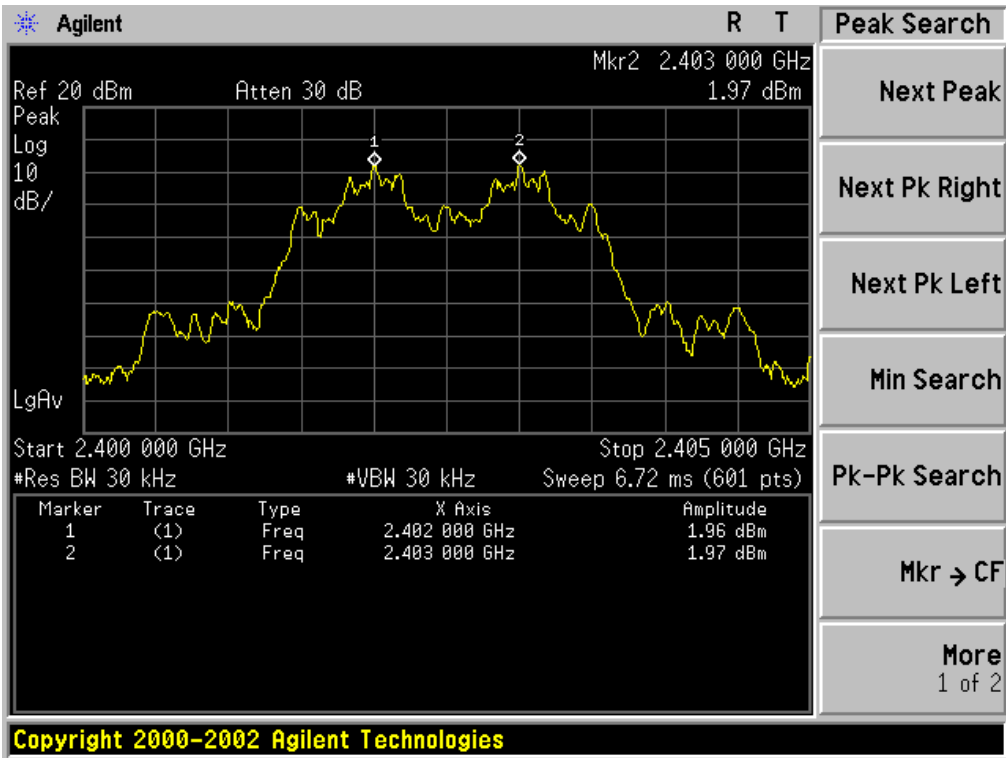 Agilent R T
Mkr2 2.403 000 GHz
Ref 20 dBm Atten 30 dB 1.97 dBm
Peak
Log
10
dB/
1
2
LgAv
Start 2.400 000 GHz Stop 2.405 000 GHz
#Res BW 30 kHz #VBW 30 kHz Sweep 6.72 ms (601 pts)
Marker Trace Type X Axis Amplitude
1 (1) Freq 2.402 000 GHz 1.96 dBm
2 (1) Freq 2.403 000 GHz 1.97 dBm
Peak Search
Next Peak
Next Pk Right
Next Pk Left
Min Search
Pk-Pk Search
Mkr → CF
More
1 of 2
Copyright 2000-2002 Agilent Technologies